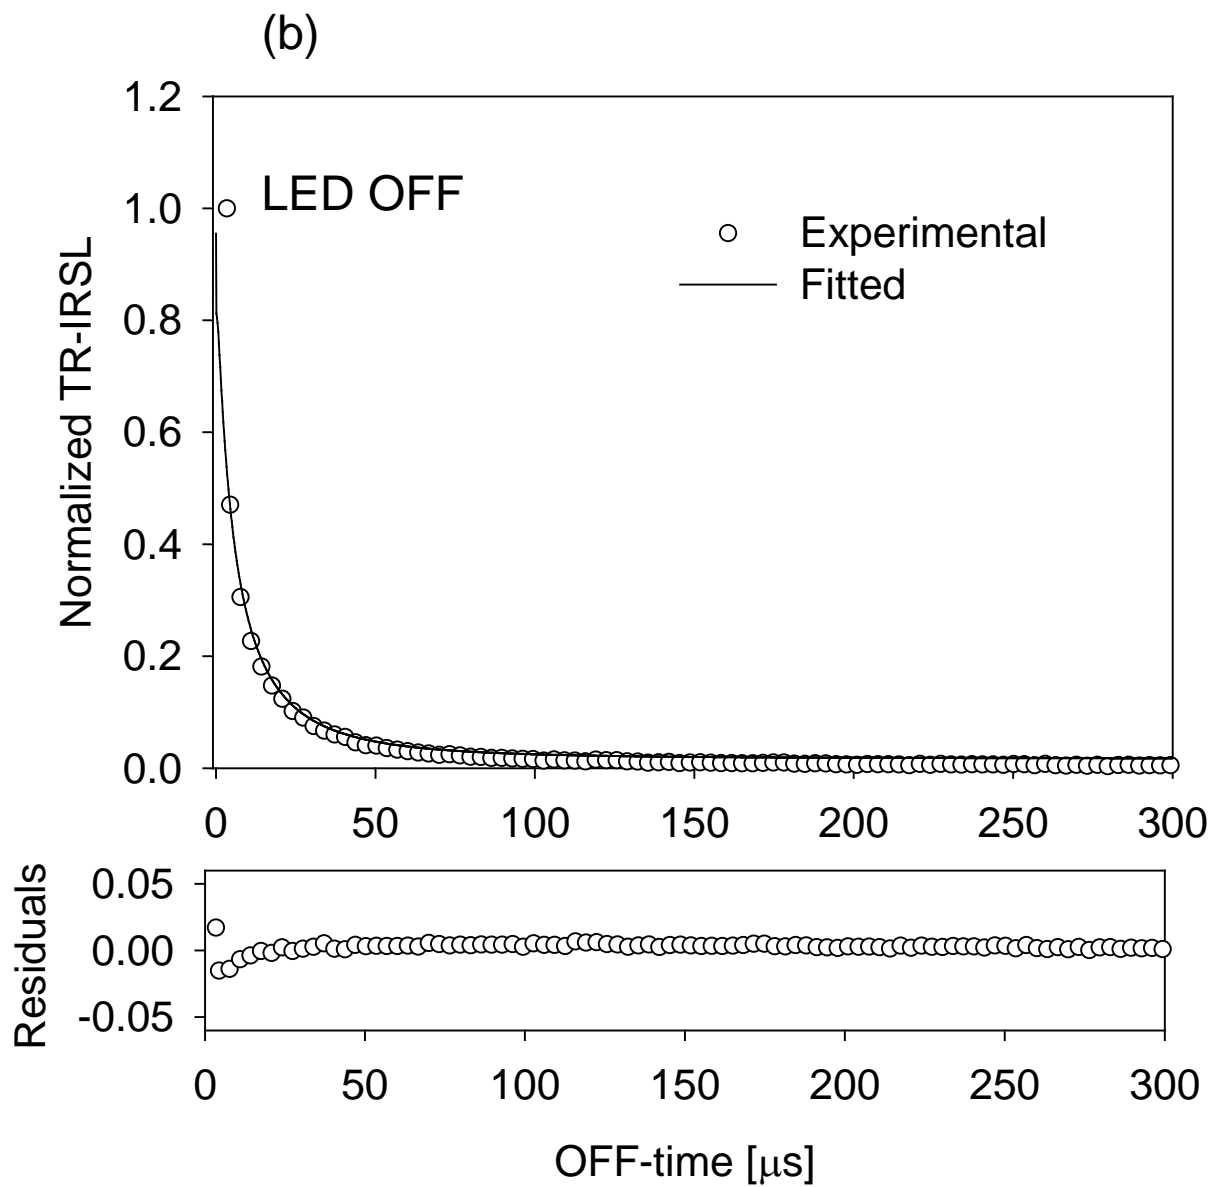 (b)
1.2
LED OFF
1.0
Experimental
Fitted
0.8
Normalized TR-IRSL
0.6
0.4
0.2
0.0
0 50 100 150 200 250 300
0.05
Residuals
0.00
-0.05
0 50 100 150 200 250 300
OFF-time [μs]